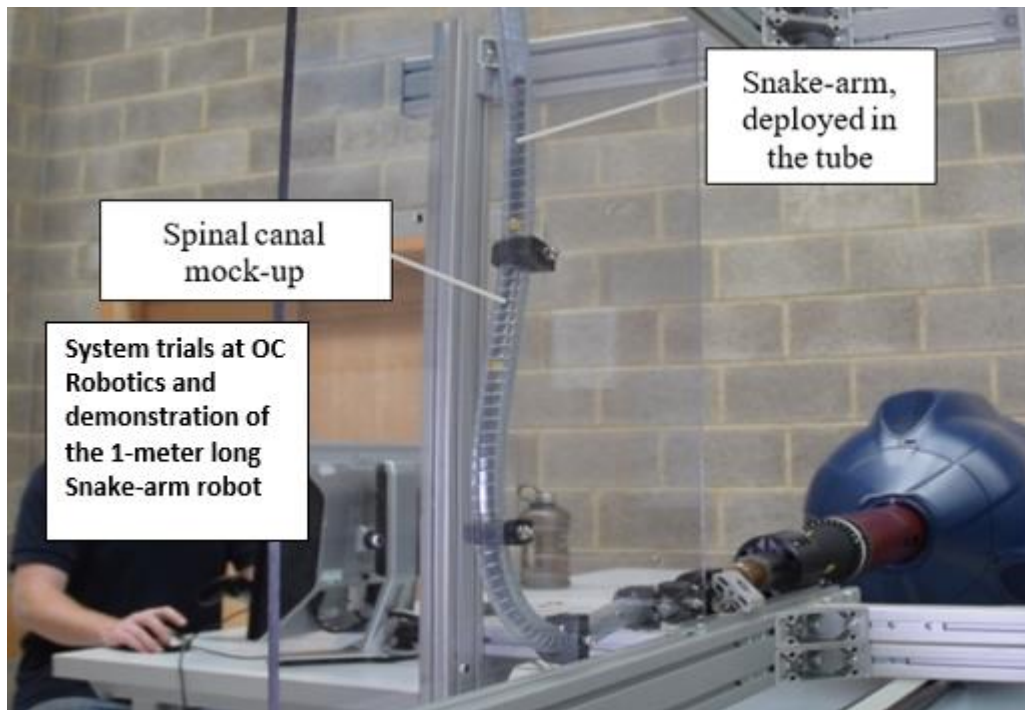 Snake-arm,
deployed in
the tube
Spinal canal
mock-up
System trials at OC
Robotics and
demonstration of
the 1-meter long
Snake-arm robot